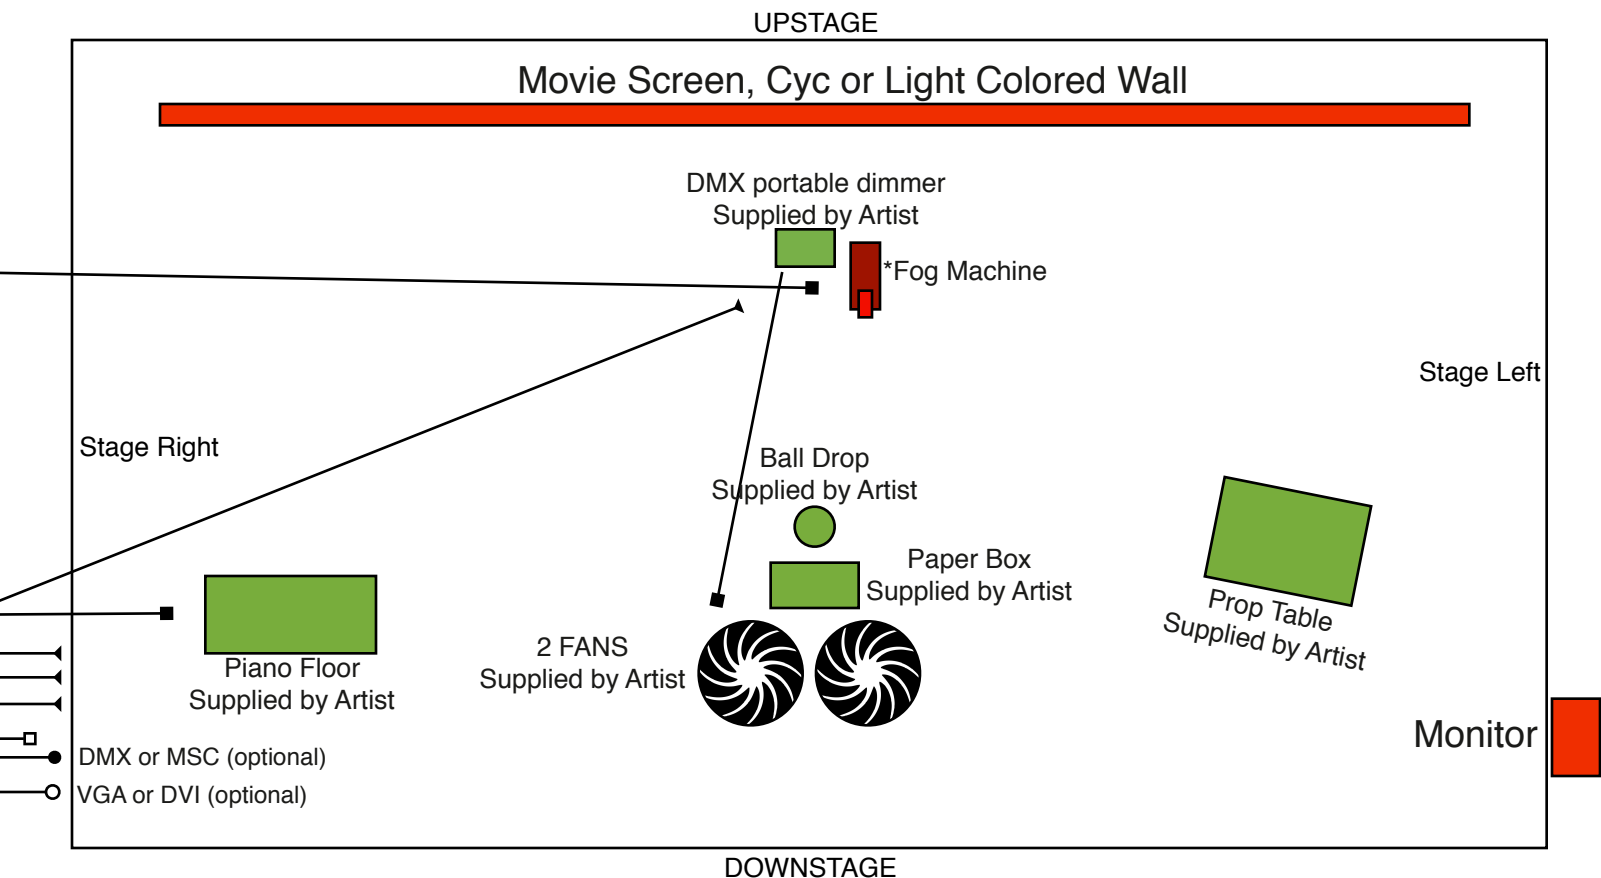 UPSTAGE
Movie Screen, Cyc or Light Colored Wall
DMX portable dimmer
Supplied by Artist
*Fog Machine
Stage Left
Stage Right
Ball Drop
Supplied by Artist
Paper Box
Supplied by Artist
Prop Table
Supplied by Artist
2 FANS
Supplied by Artist
Piano Floor
Supplied by Artist
Monitor
DMX or MSC (optional)
VGA or DVI (optional)
DOWNSTAGE